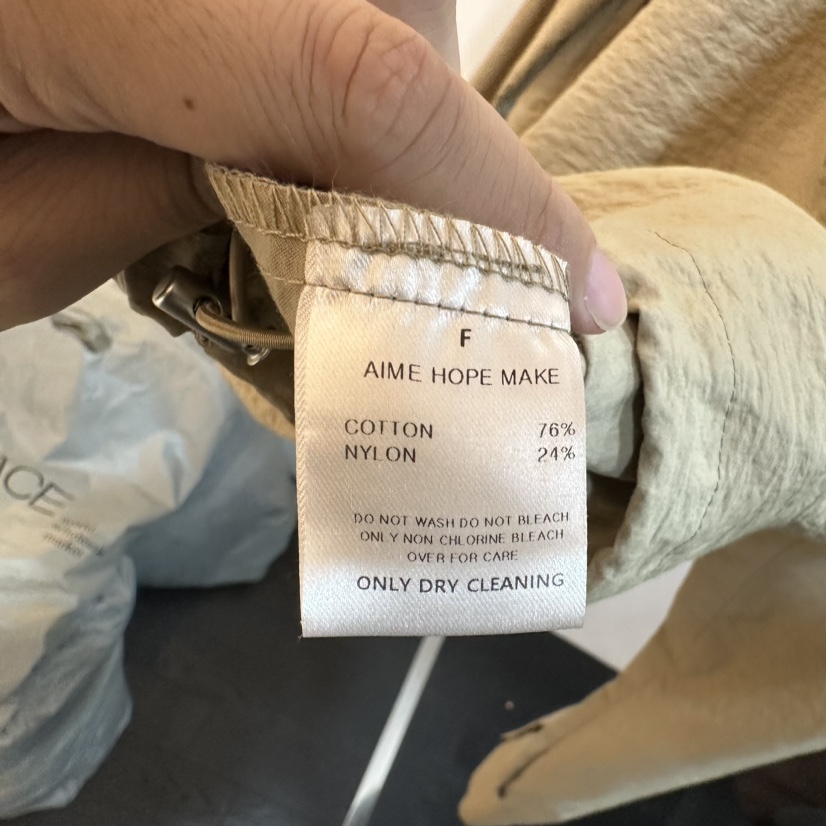 F
AIME HOPE MAKE
COTTON 76%
NYLON 24%
DO NOT WASH DO NOT BLEACH
ONLY NON CHLORINE BLEACH
OVER FOR CARE
ONLY DRY CLEANING
ACE